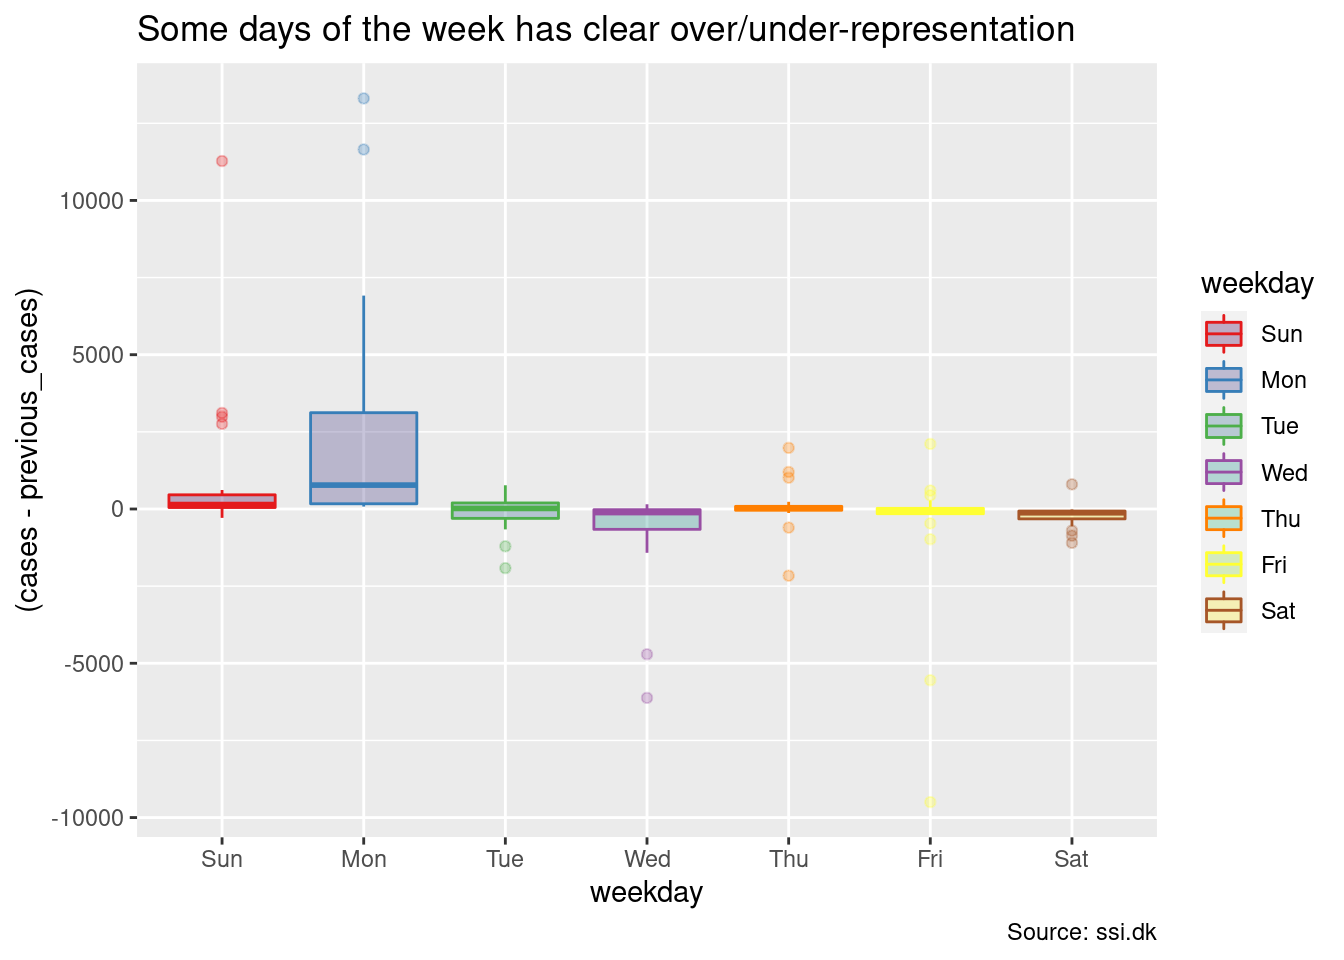 Some days of the week has clear over/under-representation
(cases - previous_cases)
10000
5000
0
-5000
-10000
Sun Mon Tue Wed Thu Fri Sat
weekday
weekday
Sun
Mon
Tue
Wed
Thu
Fri
Sat
Source: ssi.dk